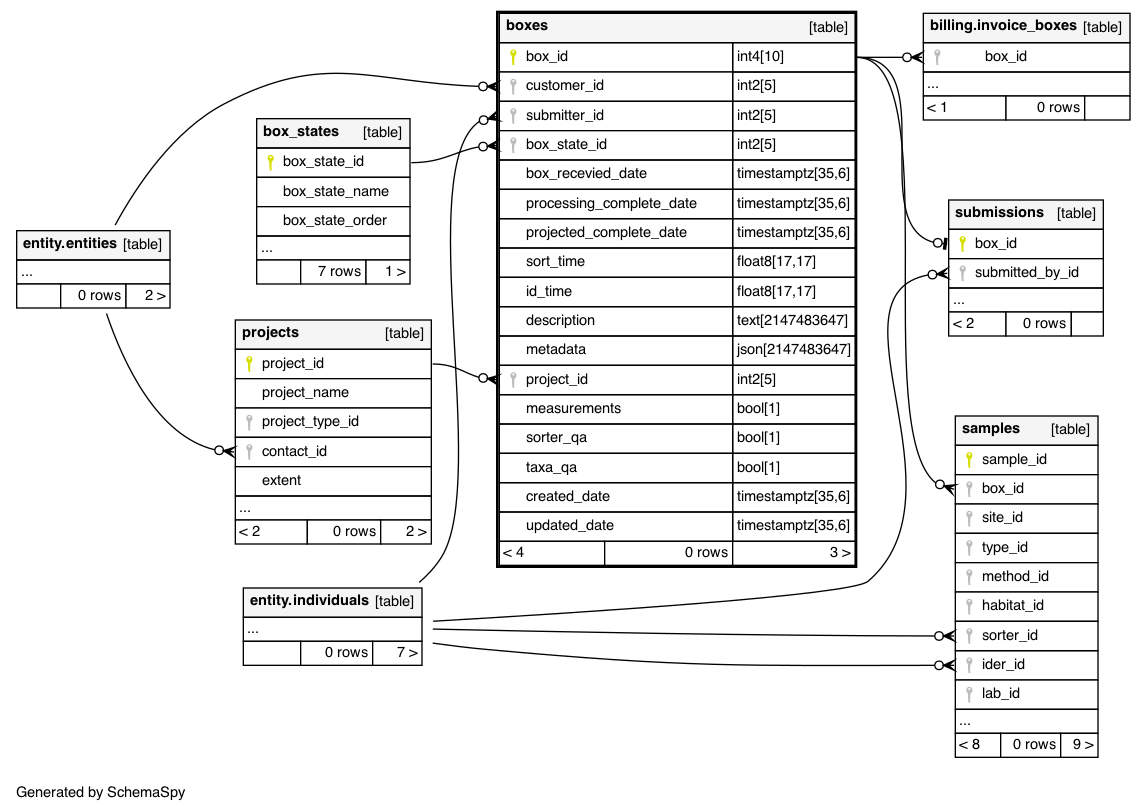 boxes [table]
box_id int4[10]
customer_id int2[5]
submitter_id int2[5]
box_state_id int2[5]
box_recevied_date timestamptz[35,6]
processing_complete_date timestamptz[35,6]
projected_complete_date timestamptz[35,6]
sort_time float8[17,17]
id_time float8[17,17]
description text[2147483647]
metadata json[2147483647]
project_id int2[5]
measurements bool[1]
sorter_qa bool[1]
taxa_qa bool[1]
created_date timestamptz[35,6]
updated_date timestamptz[35,6]
< 4 0 rows 3 >
billing.invoice_boxes [table]
box_id
...
< 1 0 rows
box_states [table]
box_state_id
box_state_name
box_state_order
...
7 rows 1 >
submissions [table]
box_id
submitted_by_id
...
< 2 0 rows
entity.entities [table]
...
0 rows 2 >
projects [table]
project_id
project_name
project_type_id
contact_id
extent
...
< 2 0 rows 2 >
samples [table]
sample_id
box_id
site_id
type_id
method_id
habitat_id
sorter_id
ider_id
lab_id
...
< 8 0 rows 9 >
entity.individuals [table]
...
0 rows 7 >
Generated by SchemaSpy